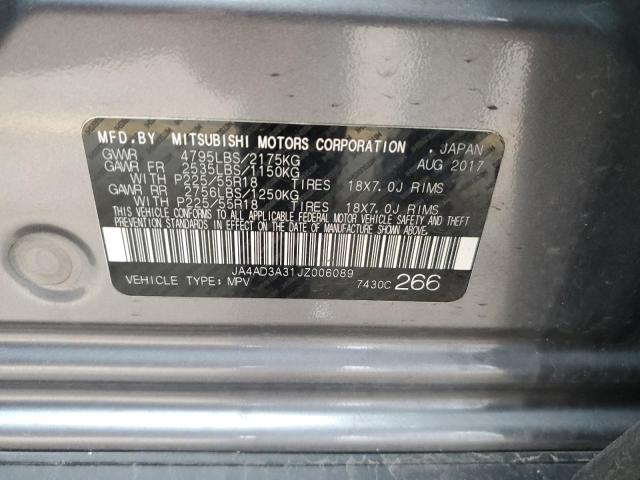 MFD.BY MITSUBISHI MOTORS CORPORATION . JAPAN
GVWR 4795LBS/2175KG AUG 2017
GAWR FR 2535LBS/1150KG
WITH P225/55R18 TIRES 18X7.0J RIMS
GAWR RR 2756LBS/1250KG
WITH P225/55R18 TIRES 18X7.0J RIMS
THIS VEHICLE CONFORMS TO ALL APPLICABLE FEDERAL MOTOR VEHICLE SAFETY AND THEFT
PREVENTION STANDARDS IN EFFECT ON THE DATE OF MANUFACTURE SHOWN ABOVE.
JA4AD3A31JZ006089
VEHICLE TYPE: MPV 7430C 266